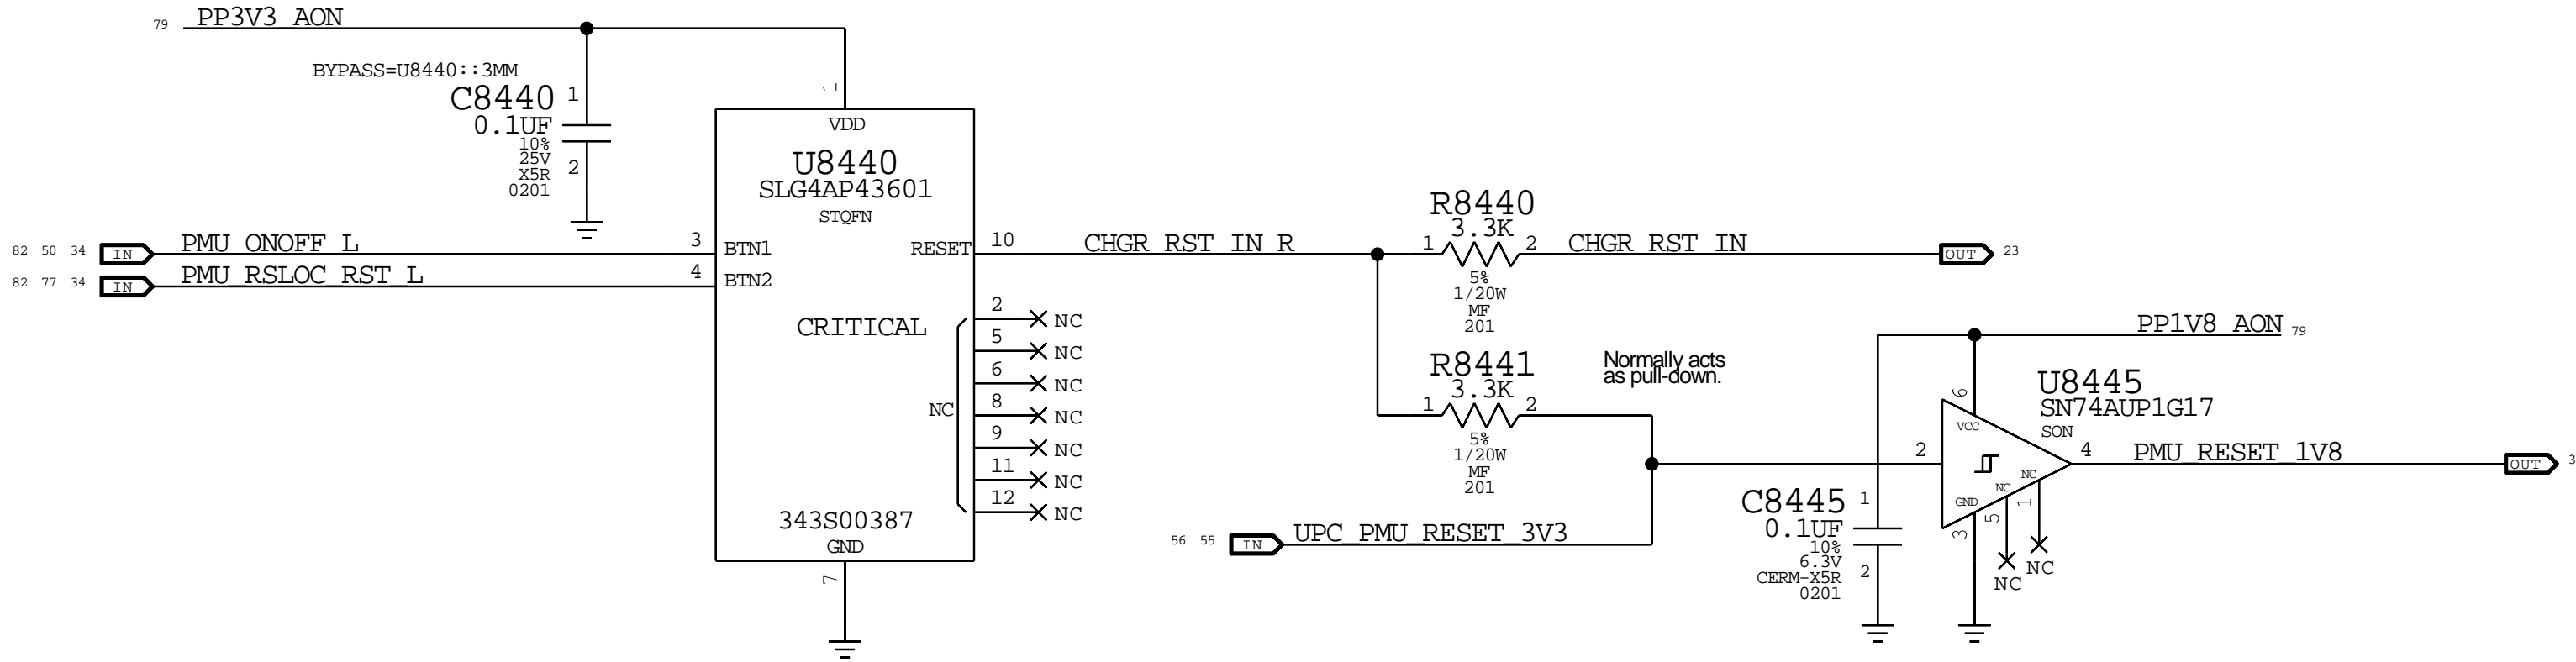 79 PP3V3_AON
BYPASS=U8440::3MM
C8440 1
0.1UF
10%
25V
X5R
0201
2
1
VDD
U8440
SLG4AP43601
STQFN
82 50 34 IN PMU_ONOFF_L 3 BTN1
82 77 34 IN PMU_RSLOC_RST_L 4 BTN2
RESET 10 CHGR_RST_IN_R
CRITICAL
NC
2 NC
5 NC
6 NC
8 NC
9 NC
11 NC
12 NC
343S00387
GND
7
R8440
3.3K
1 2 CHGR_RST_IN OUT 23
5%
1/20W
MF
201
R8441
3.3K
1 2
5%
1/20W
MF
201
Normally acts
as pull-down.
56 55 IN UPC_PMU_RESET_3V3
PP1V8_AON 79
U8445
SN74AUP1G17
SON
6
VCC
2
4 PMU_RESET_1V8 OUT 3
NC
NC
GND
1
5
3
NC
NC
C8445 1
0.1UF
10%
6.3V
CERM-X5R
0201
2